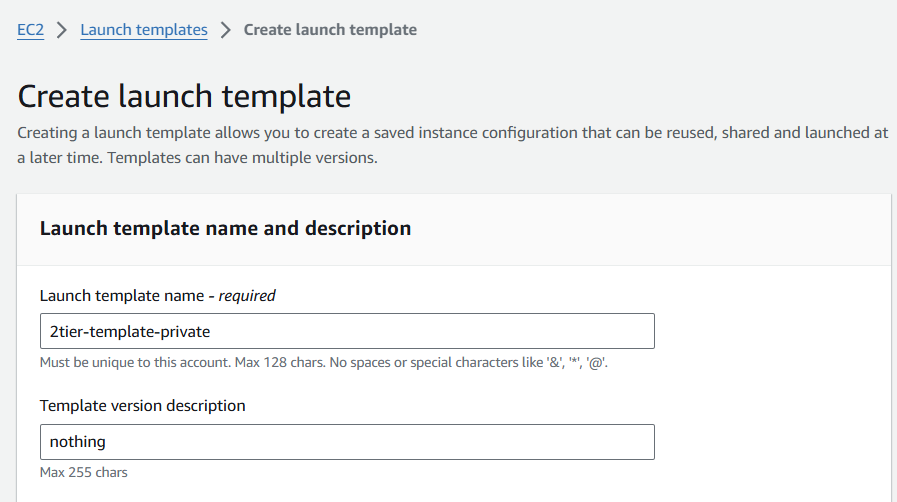 EC2 > Launch templates > Create launch template
Create launch template
Creating a launch template allows you to create a saved instance configuration that can be reused, shared and launched at
a later time. Templates can have multiple versions.
Launch template name and description
Launch template name - required
2tier-template-private
Must be unique to this account. Max 128 chars. No spaces or special characters like '&', '*', '@'.
Template version description
nothing
Max 255 chars